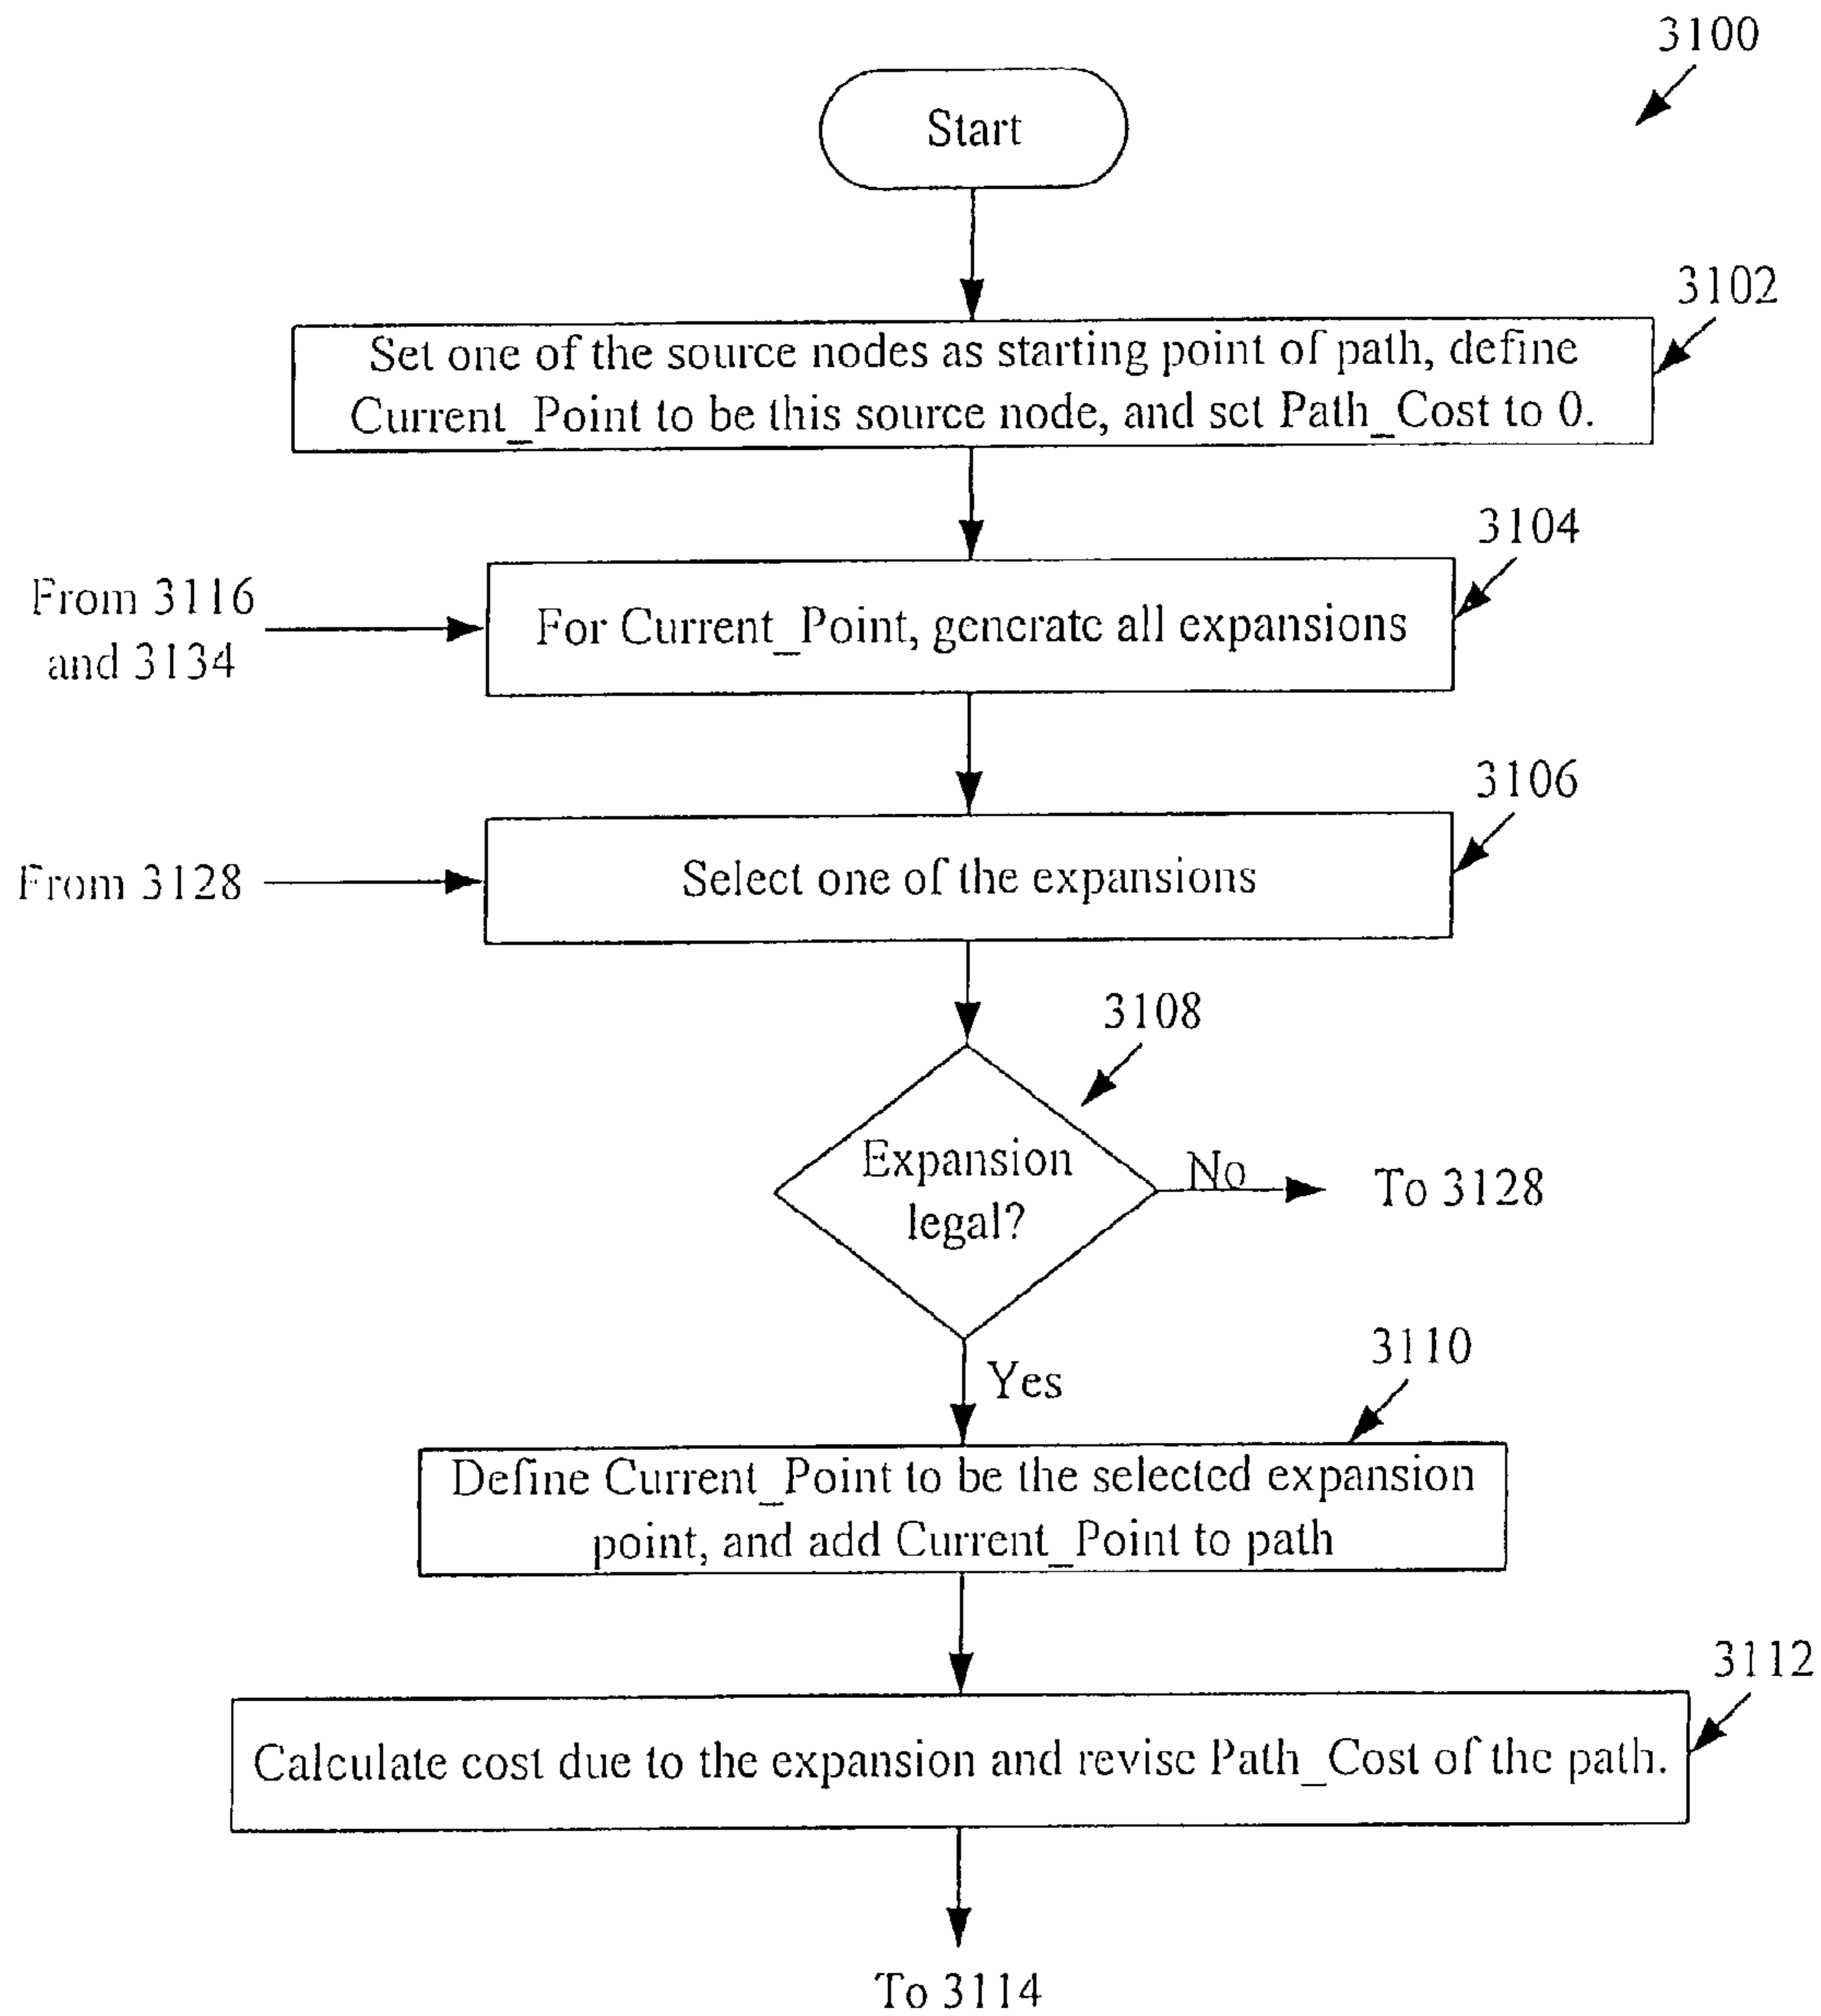 3100
Start
3102
Set one of the source nodes as starting point of path, define
Current_Point to be this source node, and set Path_Cost to 0.
3104
From 3116
and 3134
For Current_Point, generate all expansions
3106
From 3128
Select one of the expansions
3108
Expansion
legal?
No
To 3128
Yes
3110
Define Current_Point to be the selected expansion
point, and add Current_Point to path
3112
Calculate cost due to the expansion and revise Path_Cost of the path.
To 3114